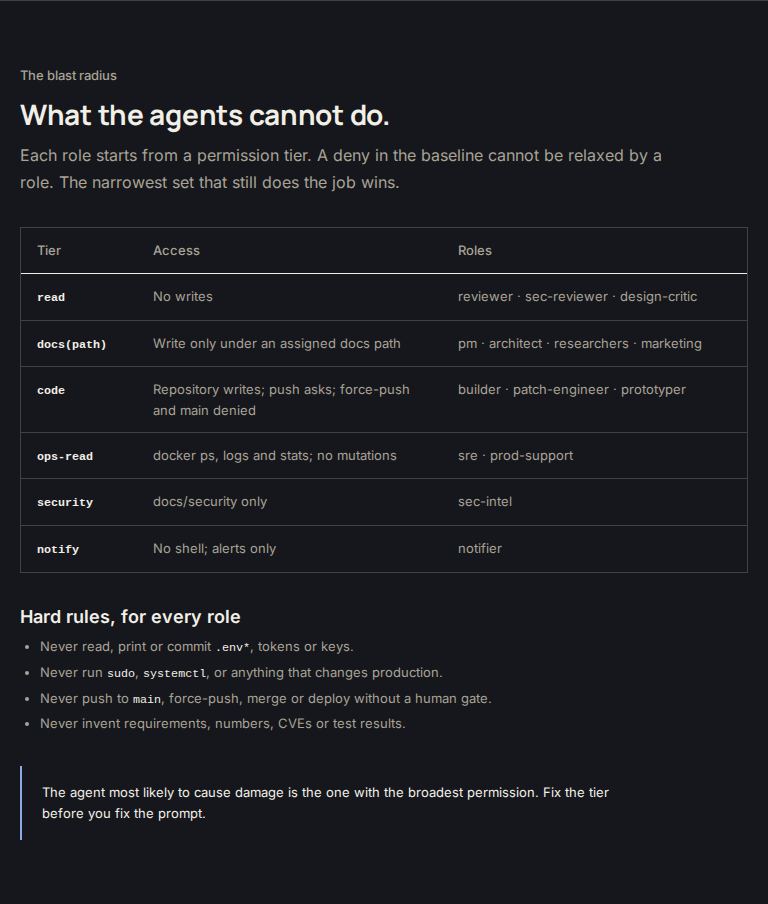 The blast radius
What the agents cannot do.
Each role starts from a permission tier. A deny in the baseline cannot be relaxed by a
role. The narrowest set that still does the job wins.
Tier Access Roles
read No writes reviewer · sec-reviewer · design-critic
docs(path) Write only under an assigned docs path pm · architect · researchers · marketing
code Repository writes; push asks; force-push builder · patch-engineer · prototyper
and main denied
ops-read docker ps, logs and stats; no mutations sre · prod-support
security docs/security only sec-intel
notify No shell; alerts only notifier
Hard rules, for every role
• Never read, print or commit .env*, tokens or keys.
• Never run sudo, systemctl, or anything that changes production.
• Never push to main, force-push, merge or deploy without a human gate.
• Never invent requirements, numbers, CVEs or test results.
The agent most likely to cause damage is the one with the broadest permission. Fix the tier
before you fix the prompt.